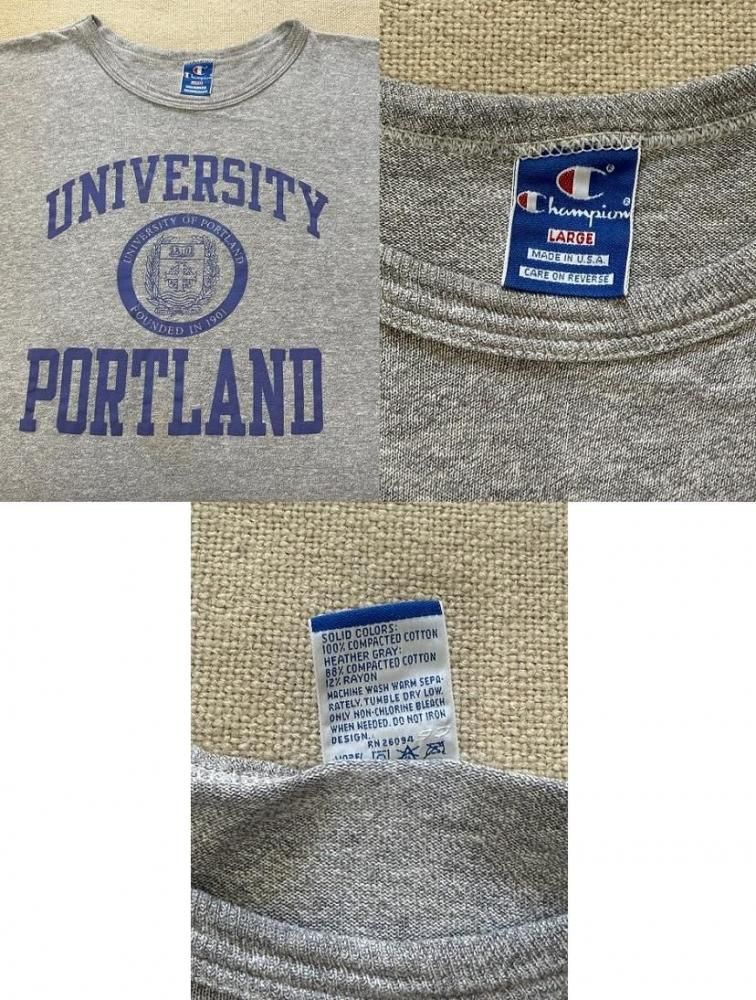 Champion
UNIVERSITY
UNIVERSITY OF PORTLAND
FOUNDED IN 1901
PORTLAND
Champion
LARGE
MADE IN U.S.A.
CARE ON REVERSE
SOLID COLORS:
100% COMPACTED COTTON
HEATHER GRAY:
88% COMPACTED COTTON
12% RAYON
MACHINE WASH WARM SEPA-
RATELY. TUMBLE DRY LOW.
ONLY NON-CHLORINE BLEACH
WHEN NEEDED. DO NOT IRON
DESIGN.
RN 26094